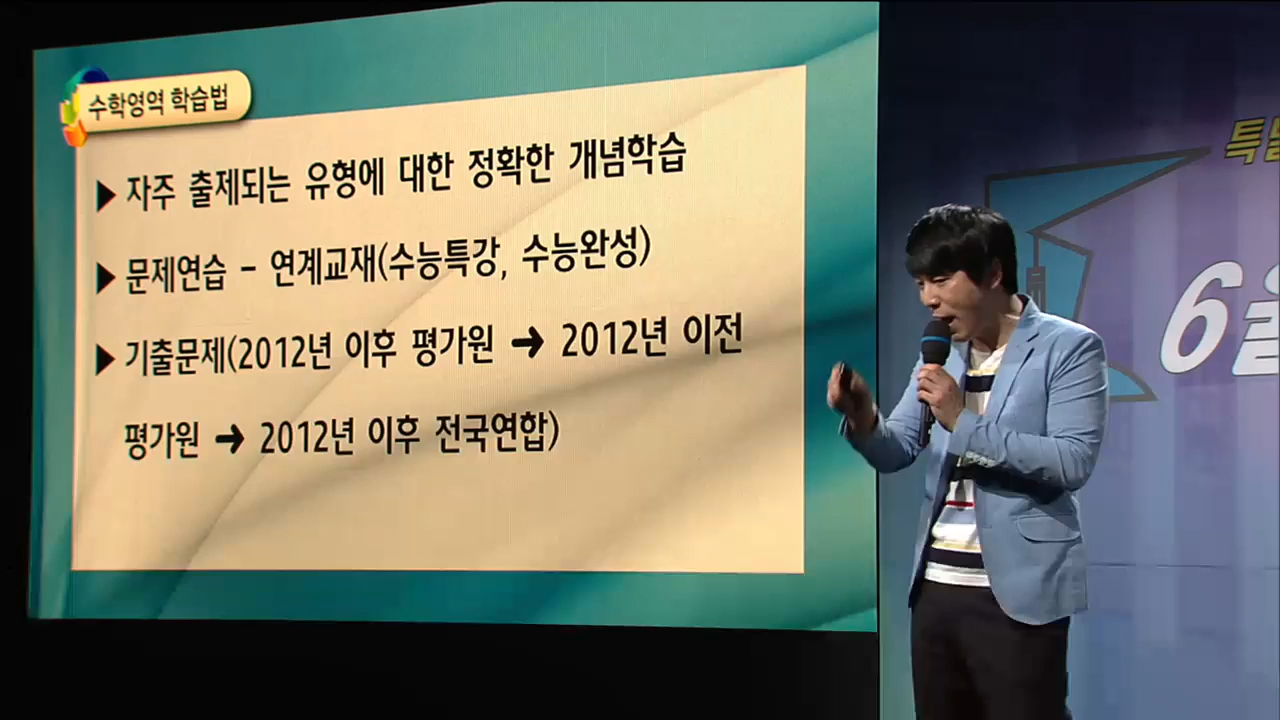 수학영역 학습법
▶ 자주 출제되는 유형에 대한 정확한 개념학습
▶ 문제연습 - 연계교재(수능특강, 수능완성)
▶ 기출문제(2012년 이후 평가원 ➜ 2012년 이전
평가원 ➜ 2012년 이후 전국연합)
6월